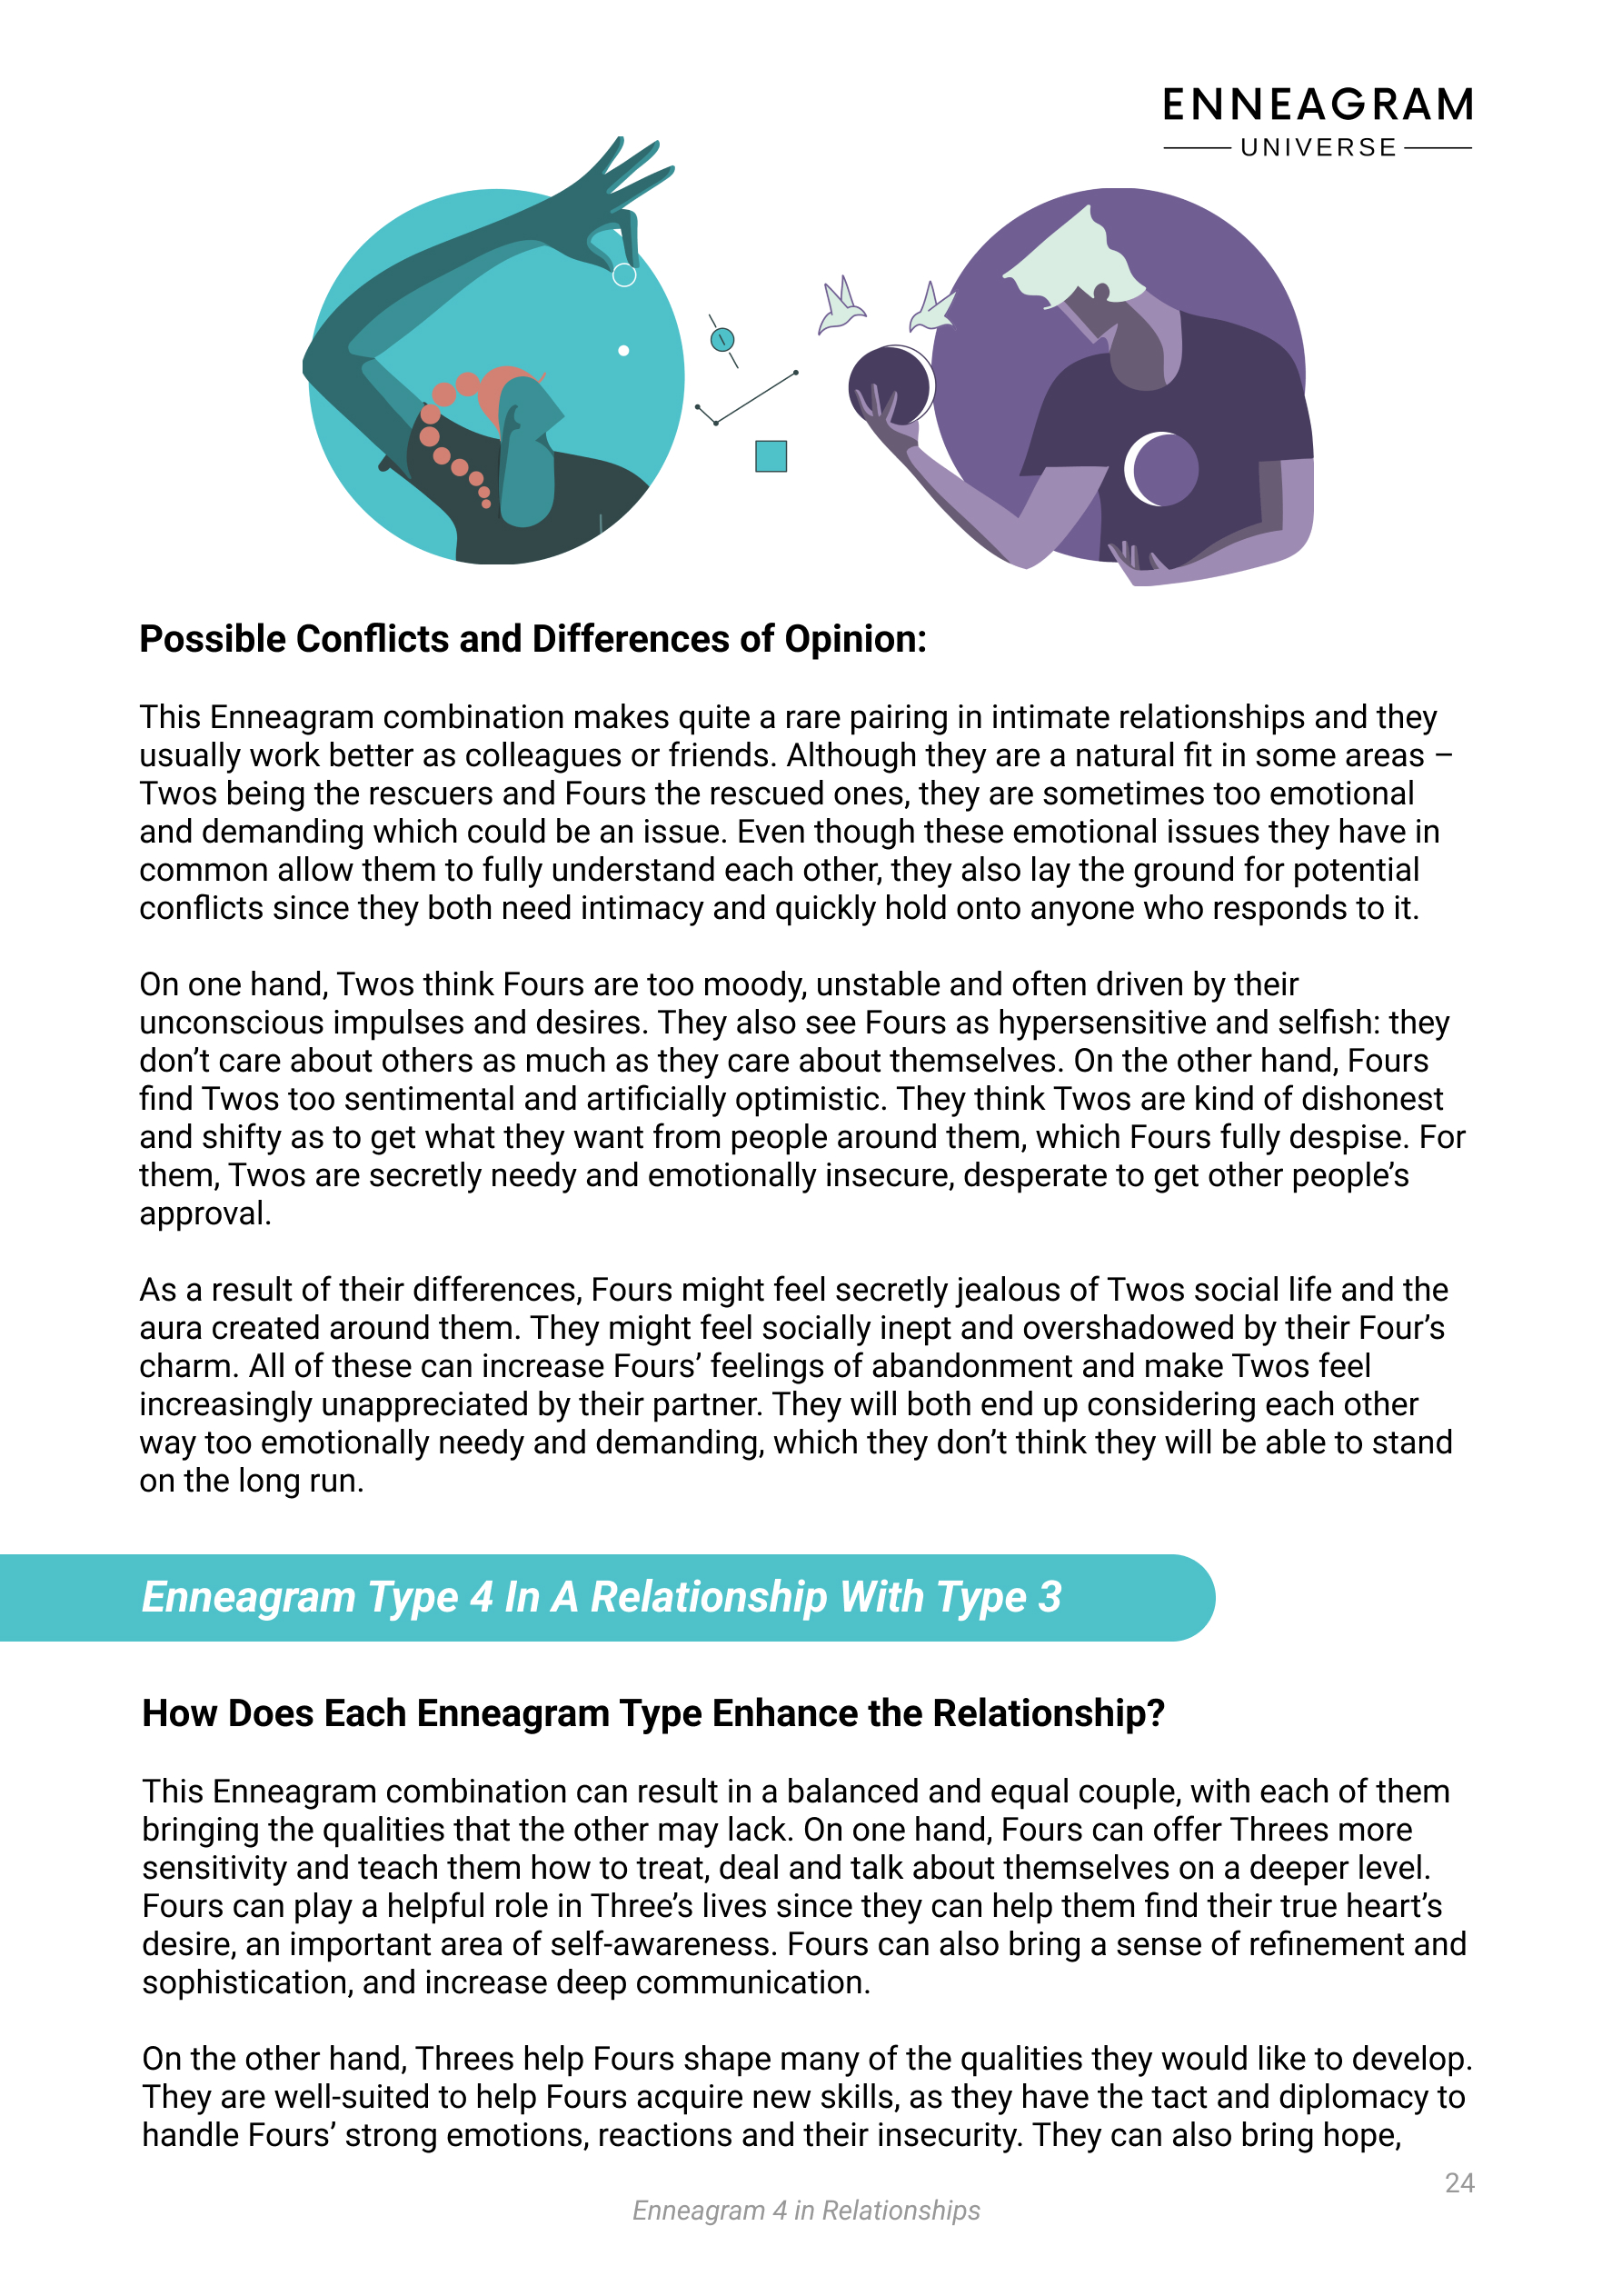 ENNEAGRAM
UNIVERSE
Possible Conflicts and Differences of Opinion:
This Enneagram combination makes quite a rare pairing in intimate relationships and they
usually work better as colleagues or friends. Although they are a natural fit in some areas –
Twos being the rescuers and Fours the rescued ones, they are sometimes too emotional
and demanding which could be an issue. Even though these emotional issues they have in
common allow them to fully understand each other, they also lay the ground for potential
conflicts since they both need intimacy and quickly hold onto anyone who responds to it.
On one hand, Twos think Fours are too moody, unstable and often driven by their
unconscious impulses and desires. They also see Fours as hypersensitive and selfish: they
don’t care about others as much as they care about themselves. On the other hand, Fours
find Twos too sentimental and artificially optimistic. They think Twos are kind of dishonest
and shifty as to get what they want from people around them, which Fours fully despise. For
them, Twos are secretly needy and emotionally insecure, desperate to get other people’s
approval.
As a result of their differences, Fours might feel secretly jealous of Twos social life and the
aura created around them. They might feel socially inept and overshadowed by their Four’s
charm. All of these can increase Fours’ feelings of abandonment and make Twos feel
increasingly unappreciated by their partner. They will both end up considering each other
way too emotionally needy and demanding, which they don’t think they will be able to stand
on the long run.
Enneagram Type 4 In A Relationship With Type 3
How Does Each Enneagram Type Enhance the Relationship?
This Enneagram combination can result in a balanced and equal couple, with each of them
bringing the qualities that the other may lack. On one hand, Fours can offer Threes more
sensitivity and teach them how to treat, deal and talk about themselves on a deeper level.
Fours can play a helpful role in Three’s lives since they can help them find their true heart’s
desire, an important area of self-awareness. Fours can also bring a sense of refinement and
sophistication, and increase deep communication.
On the other hand, Threes help Fours shape many of the qualities they would like to develop.
They are well-suited to help Fours acquire new skills, as they have the tact and diplomacy to
handle Fours’ strong emotions, reactions and their insecurity. They can also bring hope,
24
Enneagram 4 in Relationships